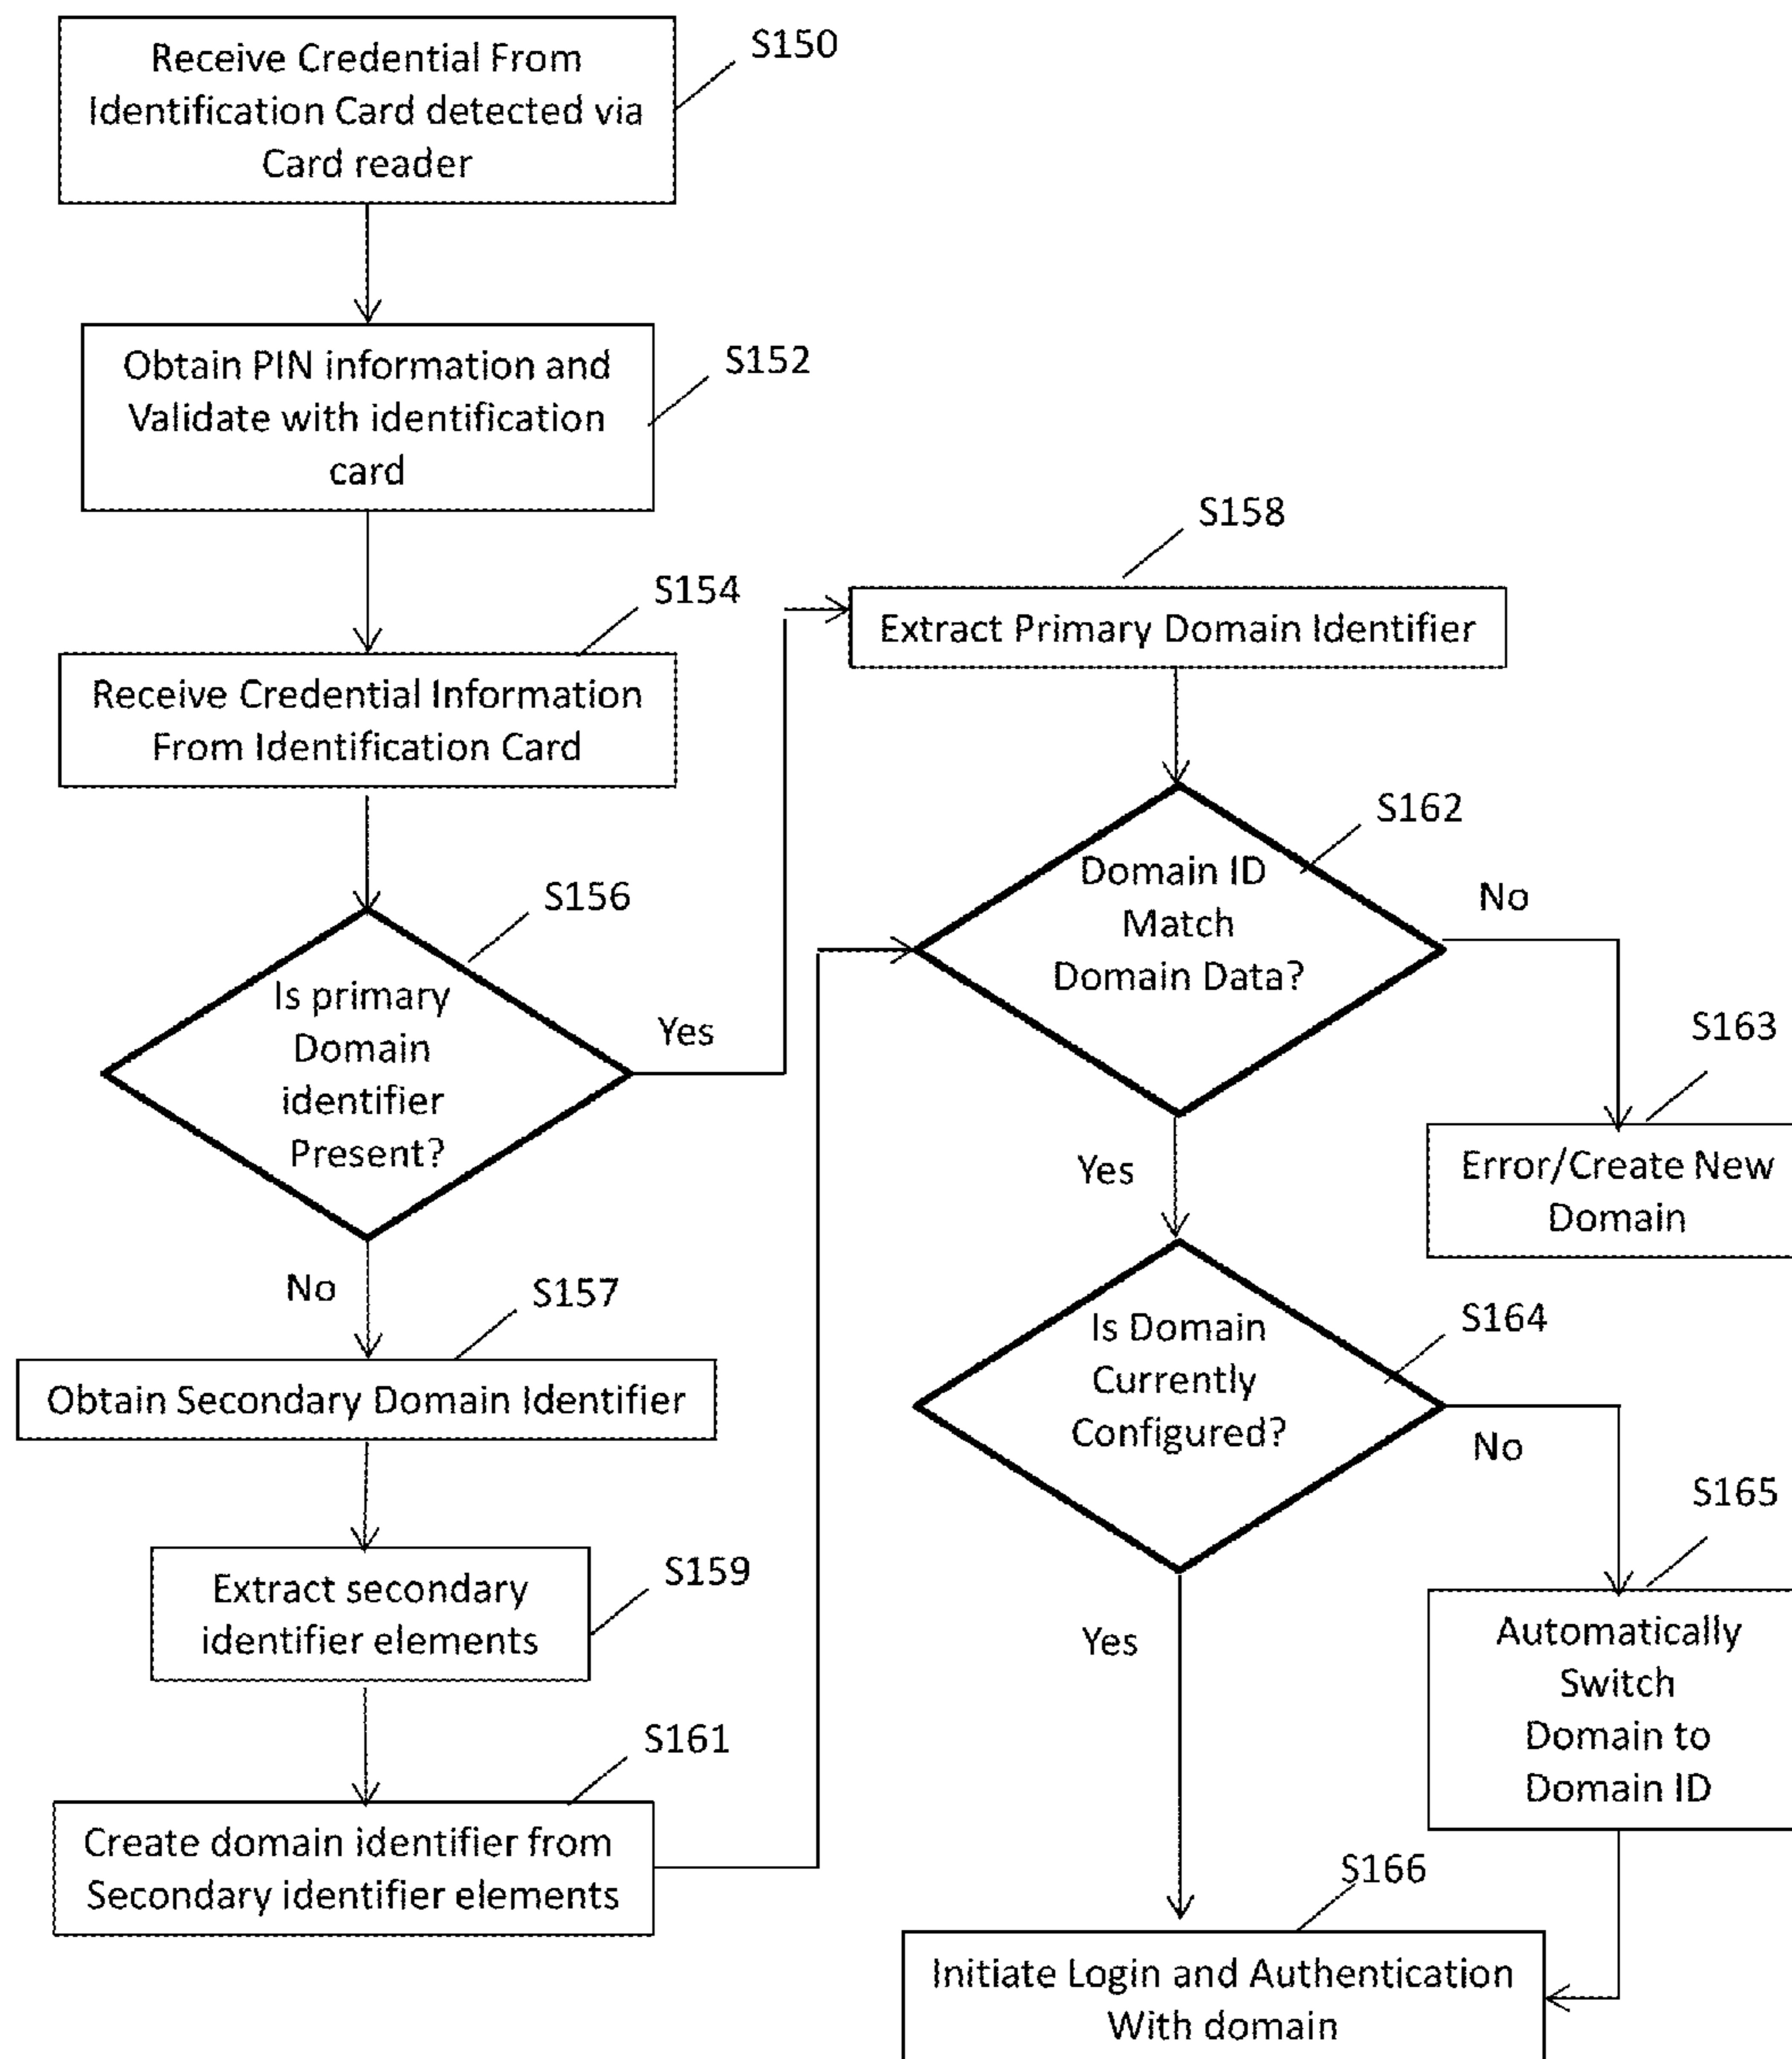 Receive Credential From
Identification Card detected via
Card reader
S150
Obtain PIN information and
Validate with identification
card
S152
S154
Receive Credential Information
From Identification Card
S156
Is primary
Domain
identifier
Present?
Yes
No
S157
Obtain Secondary Domain Identifier
Extract secondary
identifier elements
S159
S161
Create domain identifier from
Secondary identifier elements
S158
Extract Primary Domain Identifier
S162
Domain ID
Match
Domain Data?
No
S163
Error/Create New
Domain
Yes
S164
Is Domain
Currently
Configured?
No
S165
Automatically
Switch
Domain to
Domain ID
Yes
S166
Initiate Login and Authentication
With domain